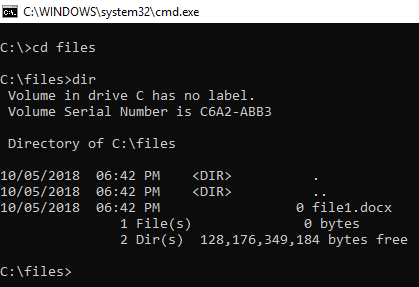 C:\WINDOWS\system32\cmd.exe
C:\>cd files
C:\files>dir
 Volume in drive C has no label.
 Volume Serial Number is C6A2-ABB3
 Directory of C:\files
10/05/2018  06:42 PM    <DIR>          .
10/05/2018  06:42 PM    <DIR>          ..
10/05/2018  06:42 PM                 0 file1.docx
               1 File(s)              0 bytes
               2 Dir(s)  128,176,349,184 bytes free
C:\files>